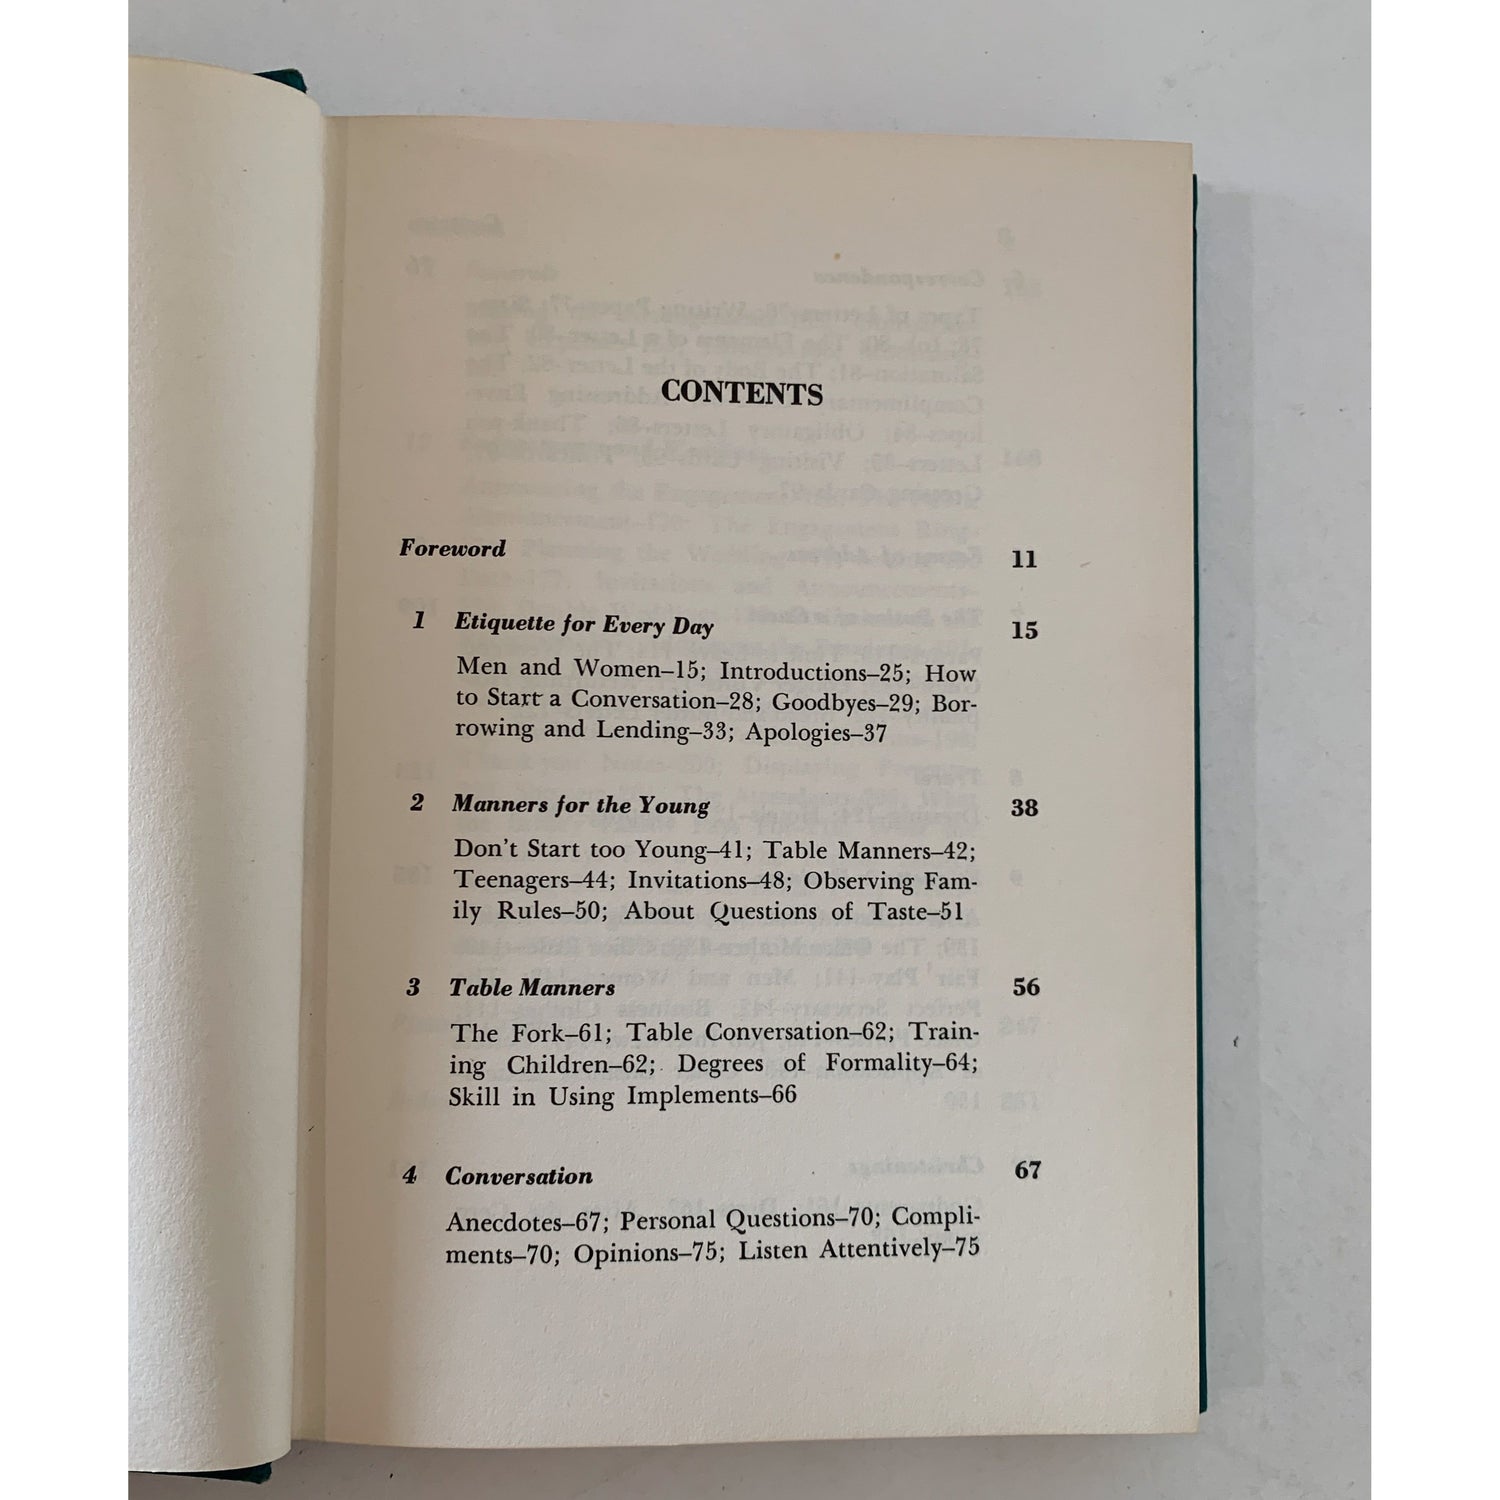 CONTENTS
Foreword 11
1 Etiquette for Every Day 15
Men and Women–15; Introductions–25; How
to Start a Conversation–28; Goodbyes–29; Bor-
rowing and Lending–33; Apologies–37
2 Manners for the Young 38
Don't Start too Young–41; Table Manners–42;
Teenagers–44; Invitations–48; Observing Fam-
ily Rules–50; About Questions of Taste–51
3 Table Manners 56
The Fork–61; Table Conversation–62; Train-
ing Children–62; Degrees of Formality–64;
Skill in Using Implements–66
4 Conversation 67
Anecdotes–67; Personal Questions–70; Compli-
ments–70; Opinions–75; Listen Attentively–75